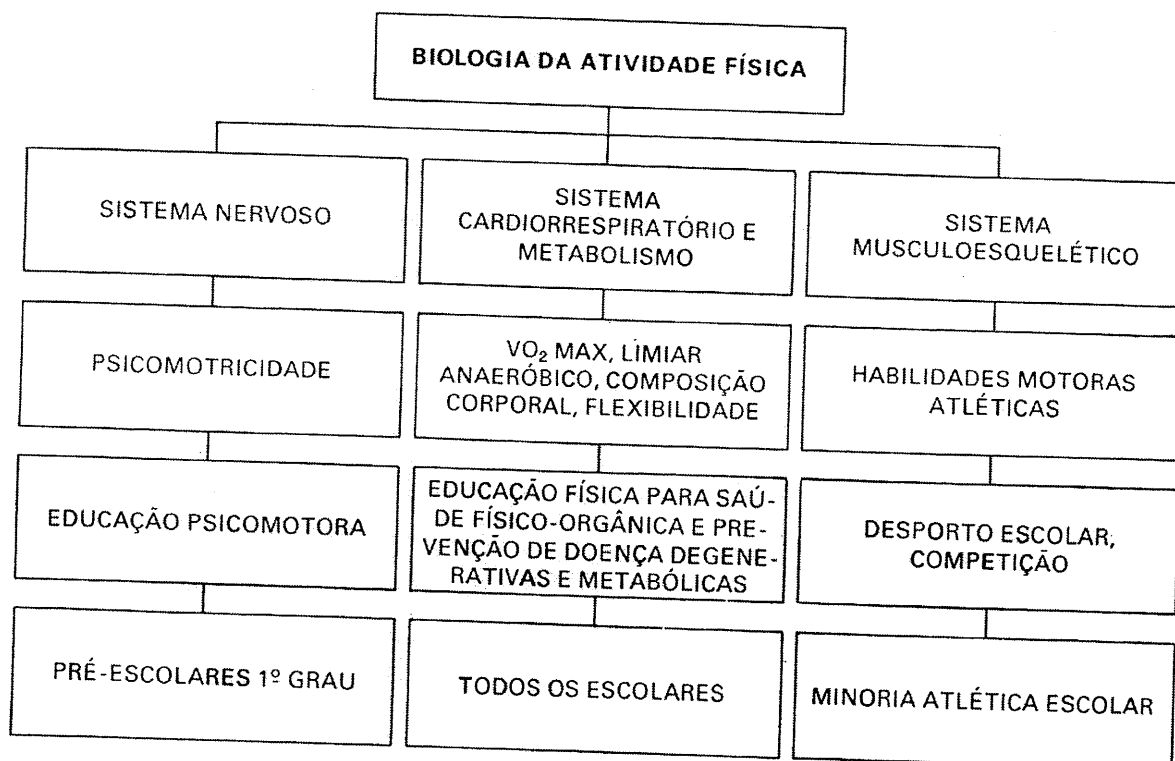 BIOLOGIA DA ATIVIDADE FÍSICA
SISTEMA NERVOSO
SISTEMA
CARDIORRESPIRATÓRIO E
METABOLISMO
SISTEMA
MUSCULOESQUELÉTICO
PSICOMOTRICIDADE
VO₂ MAX, LIMIAR
ANAERÓBICO, COMPOSIÇÃO
CORPORAL, FLEXIBILIDADE
HABILIDADES MOTORAS
ATLÉTICAS
EDUCAÇÃO PSICOMOTORA
EDUCAÇÃO FÍSICA PARA SAÚ-
DE FÍSICO-ORGÂNICA E PRE-
VENÇÃO DE DOENÇA DEGENE-
RATIVAS E METABÓLICAS
DESPORTO ESCOLAR,
COMPETIÇÃO
PRÉ-ESCOLARES 1º GRAU
TODOS OS ESCOLARES
MINORIA ATLÉTICA ESCOLAR